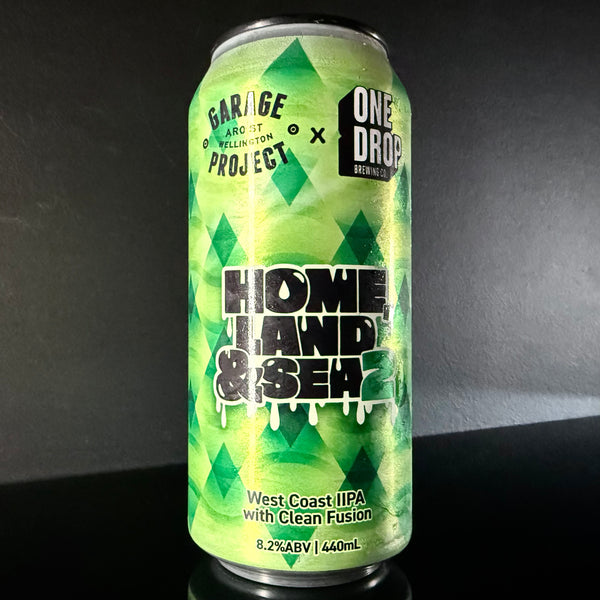 GARAGE
ARO ST
WELLINGTON
PROJECT
X
ONE
DROP
BREWING CO.
HOME,
LAND
& SEA 2
West Coast IIPA
with Clean Fusion
8.2%ABV | 440mL